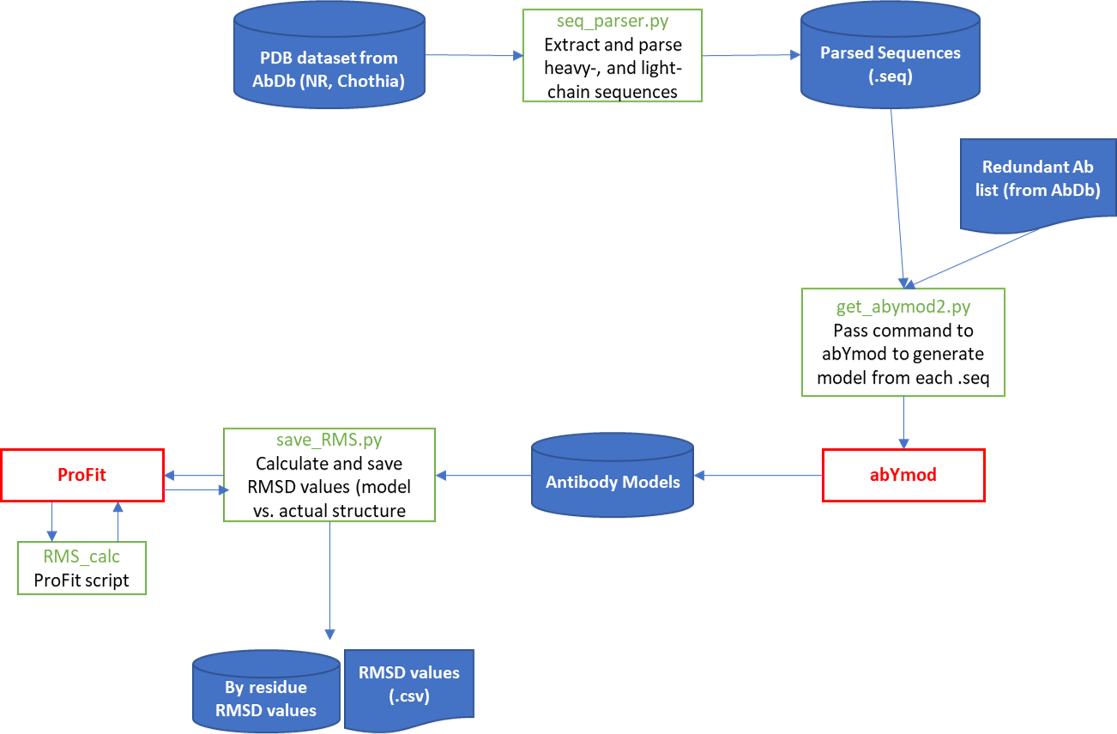 PDB dataset from
AbDb (NR, Chothia)
seq_parser.py
Extract and parse
heavy-, and light-
chain sequences
Parsed Sequences
(.seq)
Redundant Ab
list (from AbDb)
get_abymod2.py
Pass command to
abYmod to generate
model from each .seq
abYmod
Antibody Models
save_RMS.py
Calculate and save
RMSD values (model
vs. actual structure
ProFit
RMS_calc
ProFit script
By residue
RMSD values
RMSD values
(.csv)